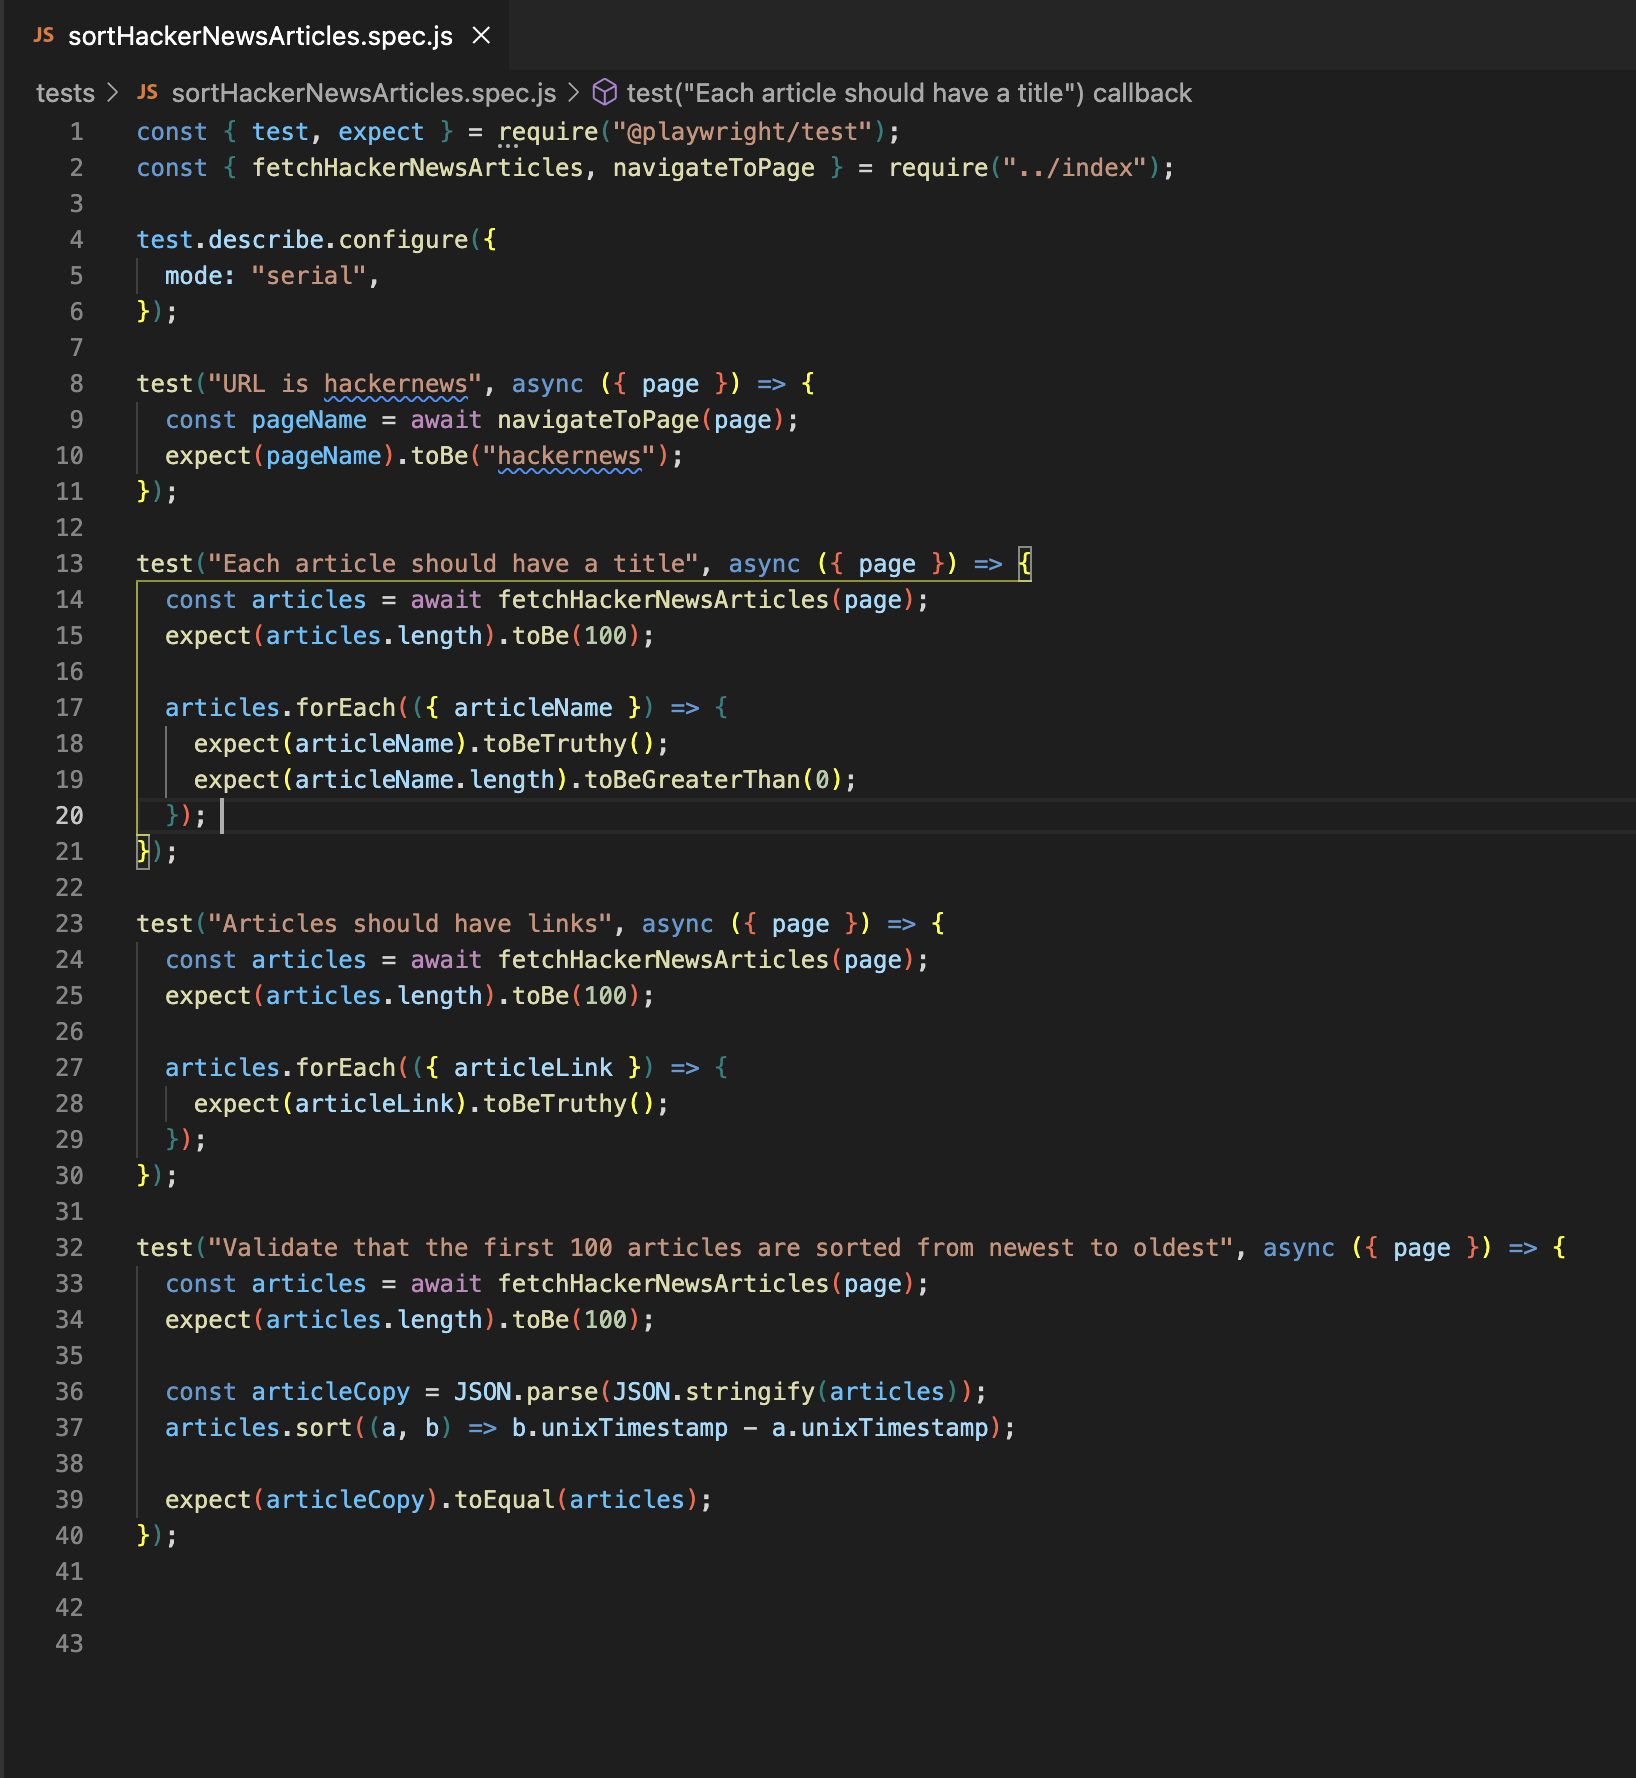 JS sortHackerNewsArticles.spec.js ×
tests > JS sortHackerNewsArticles.spec.js > test("Each article should have a title") callback
1 const { test, expect } = require("@playwright/test");
2 const { fetchHackerNewsArticles, navigateToPage } = require("../index");
3
4 test.describe.configure({
5   mode: "serial",
6 });
7
8 test("URL is hackernews", async ({ page }) => {
9   const pageName = await navigateToPage(page);
10   expect(pageName).toBe("hackernews");
11 });
12
13 test("Each article should have a title", async ({ page }) => {
14   const articles = await fetchHackerNewsArticles(page);
15   expect(articles.length).toBe(100);
16
17   articles.forEach(({ articleName }) => {
18     expect(articleName).toBeTruthy();
19     expect(articleName.length).toBeGreaterThan(0);
20   });
21 });
22
23 test("Articles should have links", async ({ page }) => {
24   const articles = await fetchHackerNewsArticles(page);
25   expect(articles.length).toBe(100);
26
27   articles.forEach(({ articleLink }) => {
28     expect(articleLink).toBeTruthy();
29   });
30 });
31
32 test("Validate that the first 100 articles are sorted from newest to oldest", async ({ page }) => {
33   const articles = await fetchHackerNewsArticles(page);
34   expect(articles.length).toBe(100);
35
36   const articleCopy = JSON.parse(JSON.stringify(articles));
37   articles.sort((a, b) => b.unixTimestamp - a.unixTimestamp);
38
39   expect(articleCopy).toEqual(articles);
40 });
41
42
43